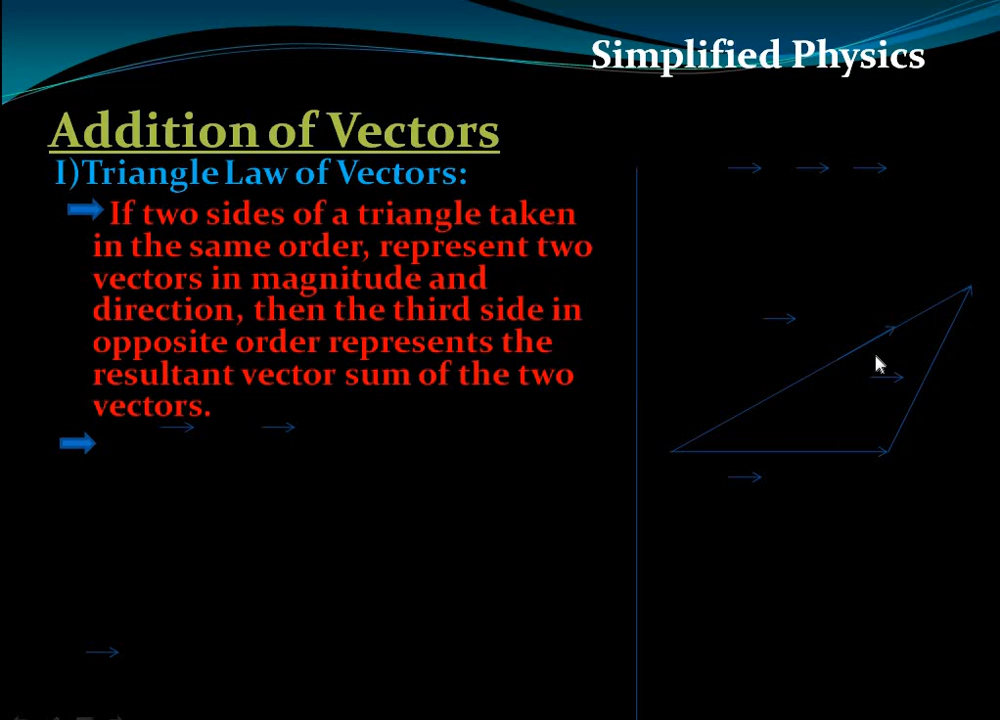 Simplified Physics
Addition of Vectors
I)Triangle Law of Vectors:
If two sides of a triangle taken
in the same order, represent two
vectors in magnitude and
direction, then the third side in
opposite order represents the
resultant vector sum of the two
vectors.